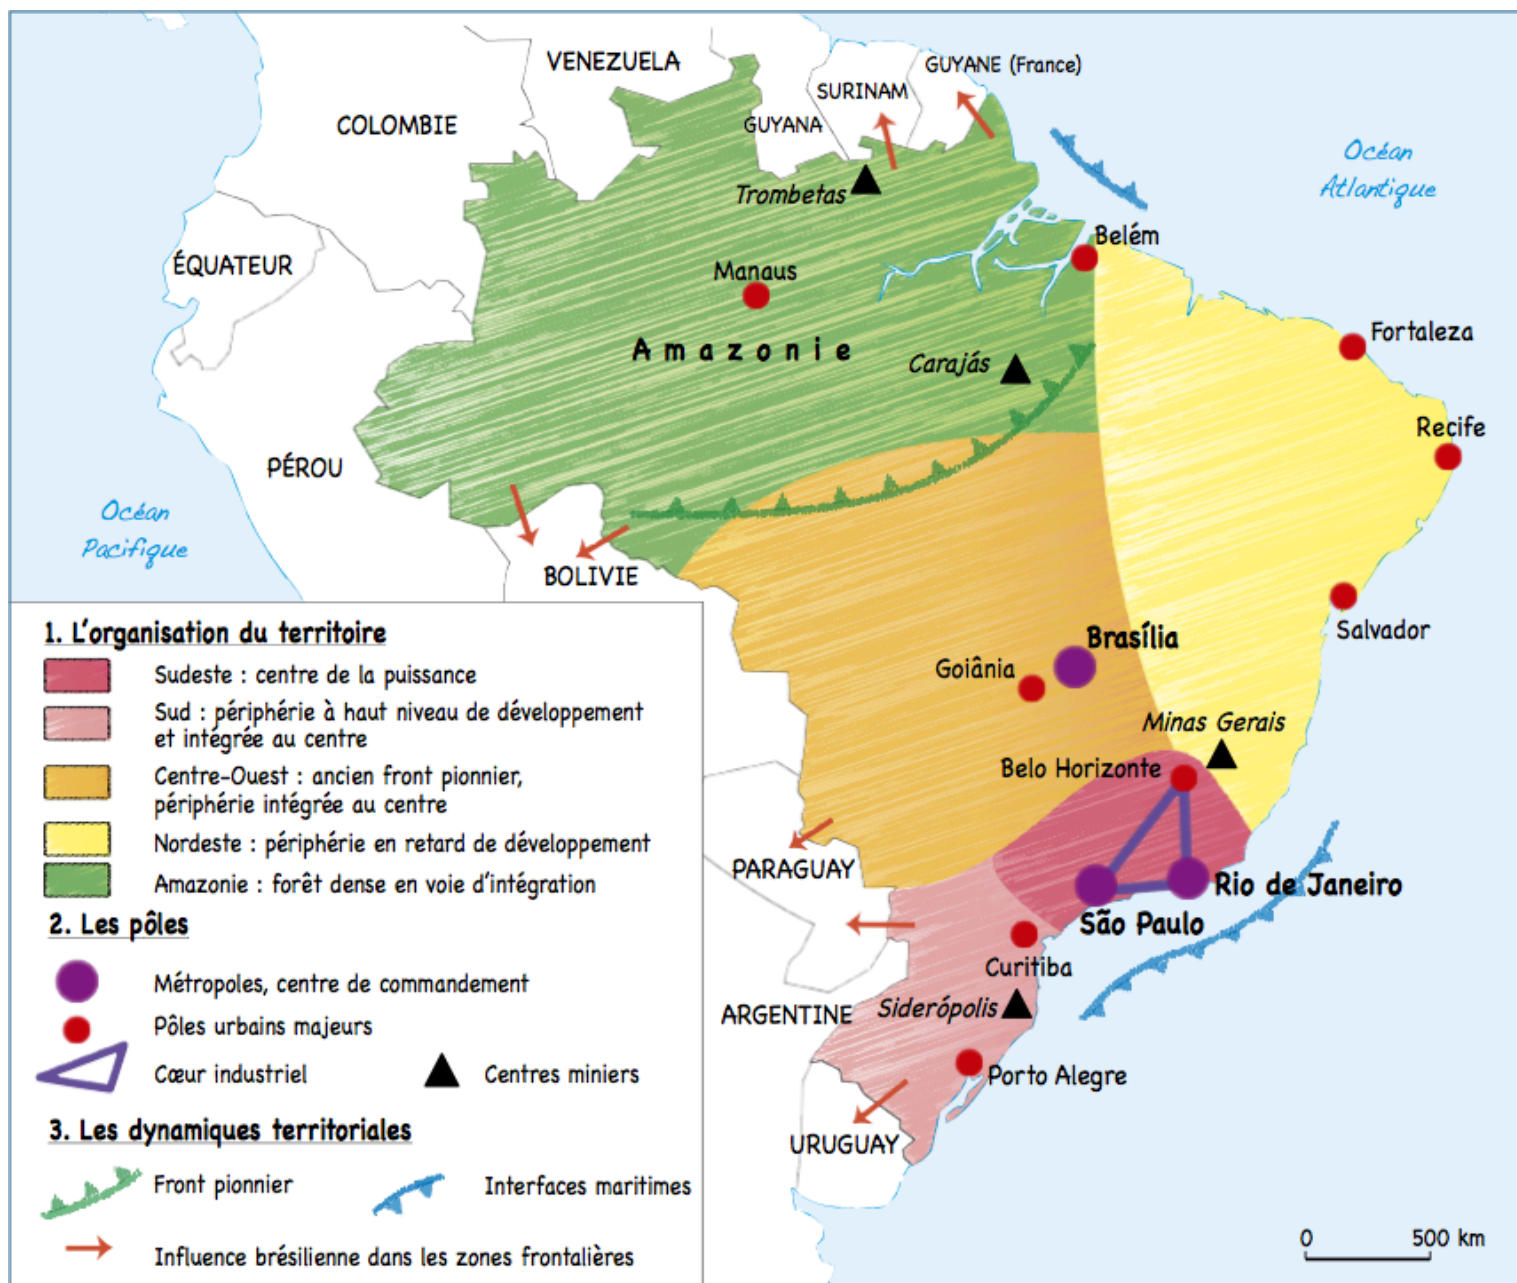 VENEZUELA
GUYANE (France)
SURINAM
GUYANA
COLOMBIE
Océan
Atlantique
Trombetas
Belém
ÉQUATEUR
Manaus
Fortaleza
Amazonie
Carajás
Recife
PÉROU
Océan
Pacifique
BOLIVIE
Salvador
Brasília
Goiânia
Minas Gerais
Belo Horizonte
PARAGUAY
Rio de Janeiro
São Paulo
Curitiba
Siderópolis
ARGENTINE
Porto Alegre
URUGUAY
0 500 km
1. L'organisation du territoire
Sudeste : centre de la puissance
Sud : périphérie à haut niveau de développement
et intégrée au centre
Centre-Ouest : ancien front pionnier,
périphérie intégrée au centre
Nordeste : périphérie en retard de développement
Amazonie : forêt dense en voie d'intégration
2. Les pôles
Métropoles, centre de commandement
Pôles urbains majeurs
Cœur industriel
Centres miniers
3. Les dynamiques territoriales
Front pionnier
Interfaces maritimes
Influence brésilienne dans les zones frontalières